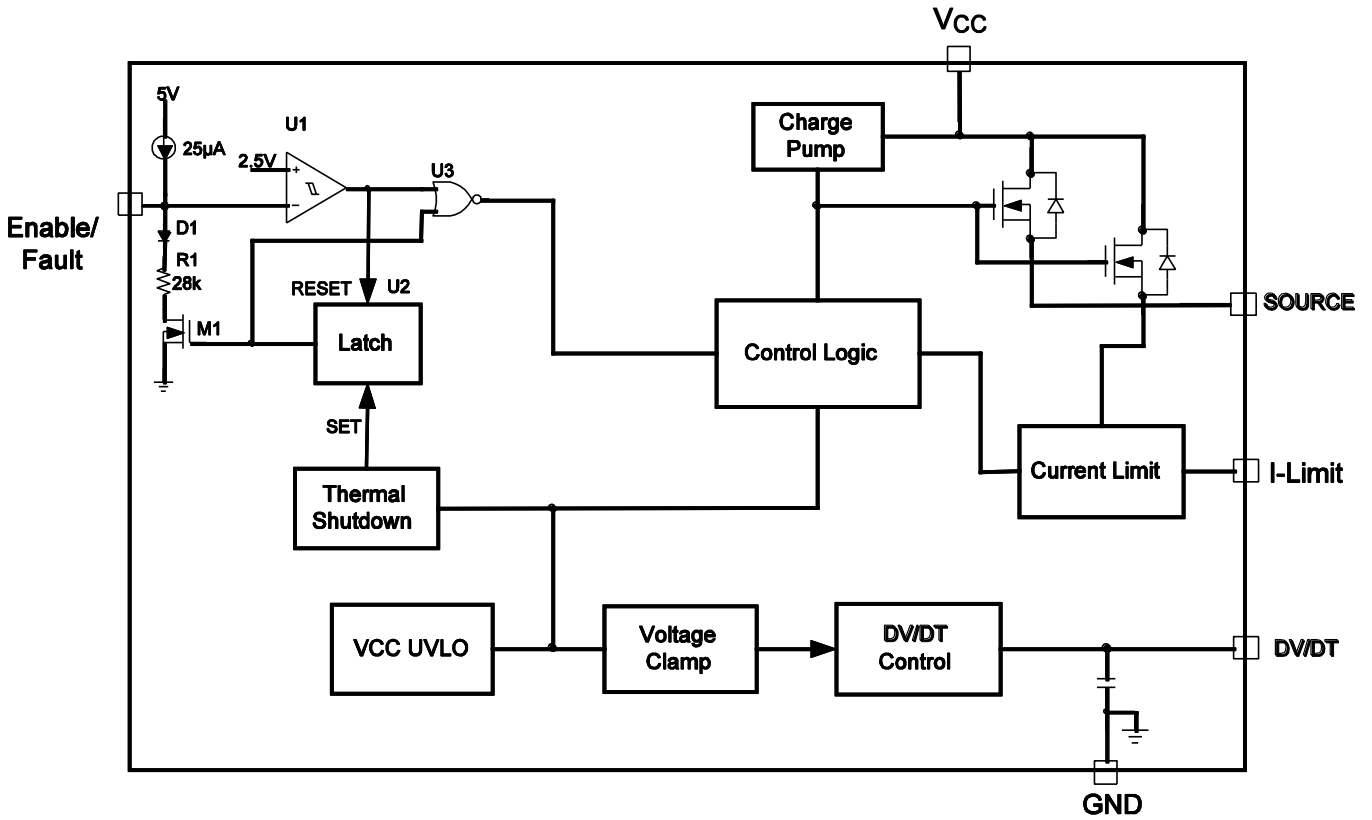 VCC
5V
U1
Charge
Pump
25µA
2.5V
+
U3
−
Enable/
Fault
D1
R1
28k
RESET
U2
SOURCE
M1
Latch
Control Logic
SET
Current Limit
I-Limit
Thermal
Shutdown
VCC UVLO
Voltage
Clamp
DV/DT
Control
DV/DT
GND